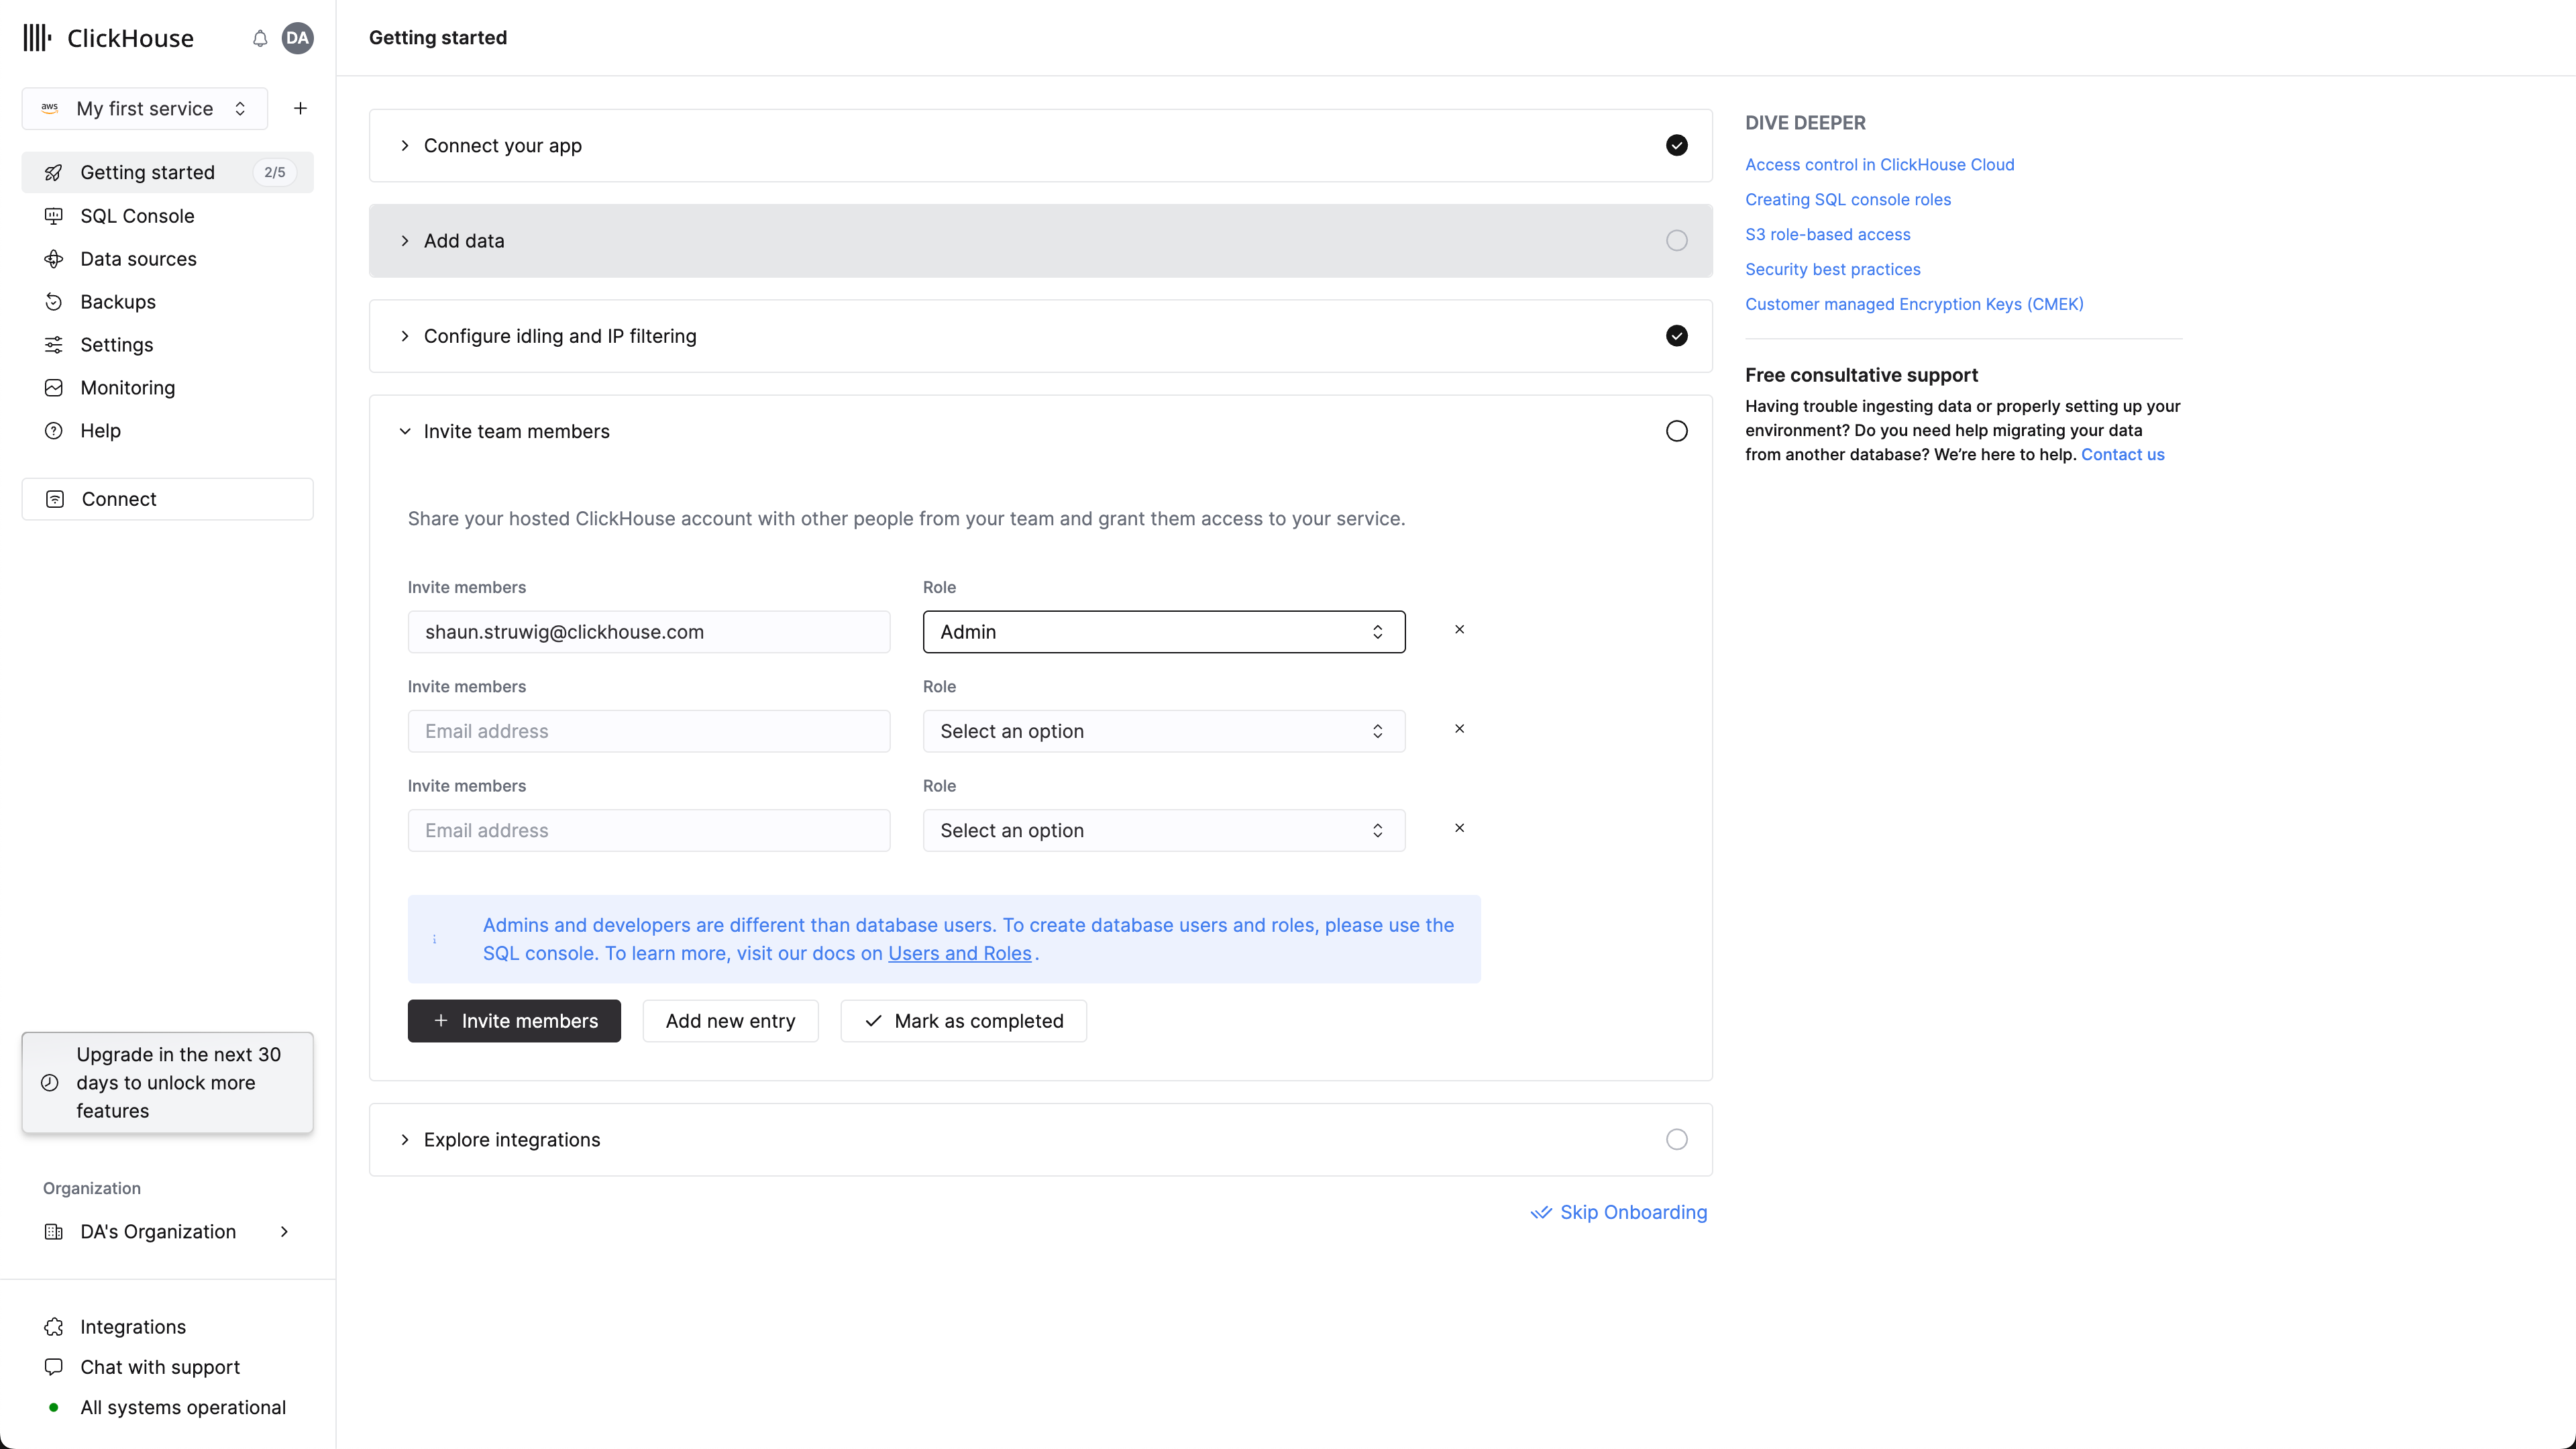 ClickHouse
DA
aws
My first service
Getting started
2/5
SQL Console
Data sources
Backups
Settings
Monitoring
Help
Connect
Upgrade in the next 30
days to unlock more
features
Organization
DA's Organization
Integrations
Chat with support
All systems operational
Getting started
Connect your app
Add data
Configure idling and IP filtering
Invite team members
Share your hosted ClickHouse account with other people from your team and grant them access to your service.
Invite members
Role
shaun.struwig@clickhouse.com
Admin
Invite members
Role
Email address
Select an option
Invite members
Role
Email address
Select an option
Admins and developers are different than database users. To create database users and roles, please use the
SQL console. To learn more, visit our docs on Users and Roles.
Invite members
Add new entry
Mark as completed
Explore integrations
Skip Onboarding
DIVE DEEPER
Access control in ClickHouse Cloud
Creating SQL console roles
S3 role-based access
Security best practices
Customer managed Encryption Keys (CMEK)
Free consultative support
Having trouble ingesting data or properly setting up your
environment? Do you need help migrating your data
from another database? We’re here to help. Contact us